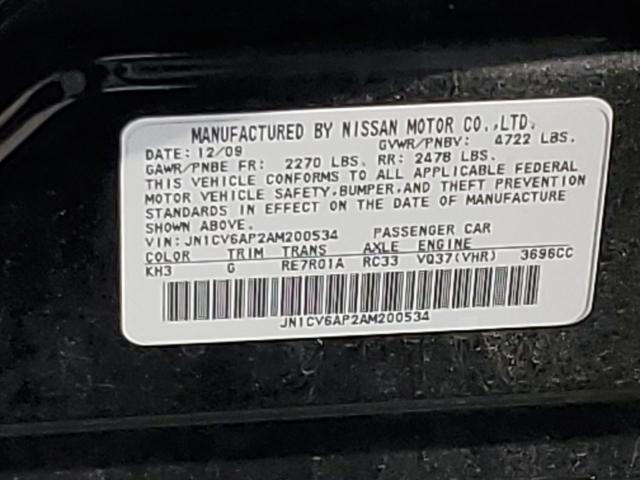 MANUFACTURED BY NISSAN MOTOR CO.,LTD.
DATE: 12/09 GVWR/PNBV: 4722 LBS.
GAWR/PNBE FR: 2270 LBS. RR: 2478 LBS.
THIS VEHICLE CONFORMS TO ALL APPLICABLE FEDERAL
MOTOR VEHICLE SAFETY,BUMPER,AND THEFT PREVENTION
STANDARDS IN EFFECT ON THE DATE OF MANUFACTURE
SHOWN ABOVE.
VIN: JN1CV6AP2AM200534 PASSENGER CAR
COLOR TRIM TRANS AXLE ENGINE
KH3 G RE7R01A RC33 VQ37(VHR) 3696CC
JN1CV6AP2AM200534